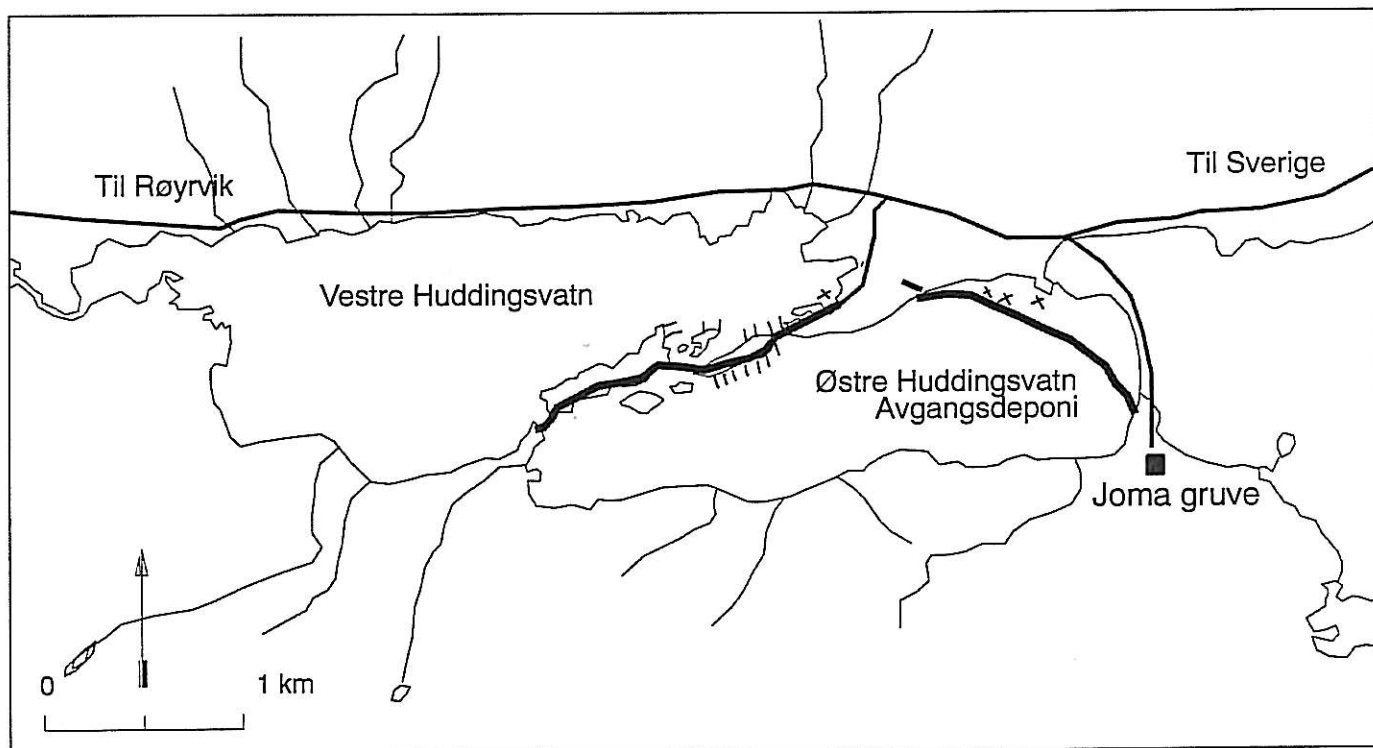 Til Røyrvik
Til Sverige
Vestre Huddingsvatn
Østre Huddingsvatn
Avgangsdeponi
Joma gruve
0
1 km